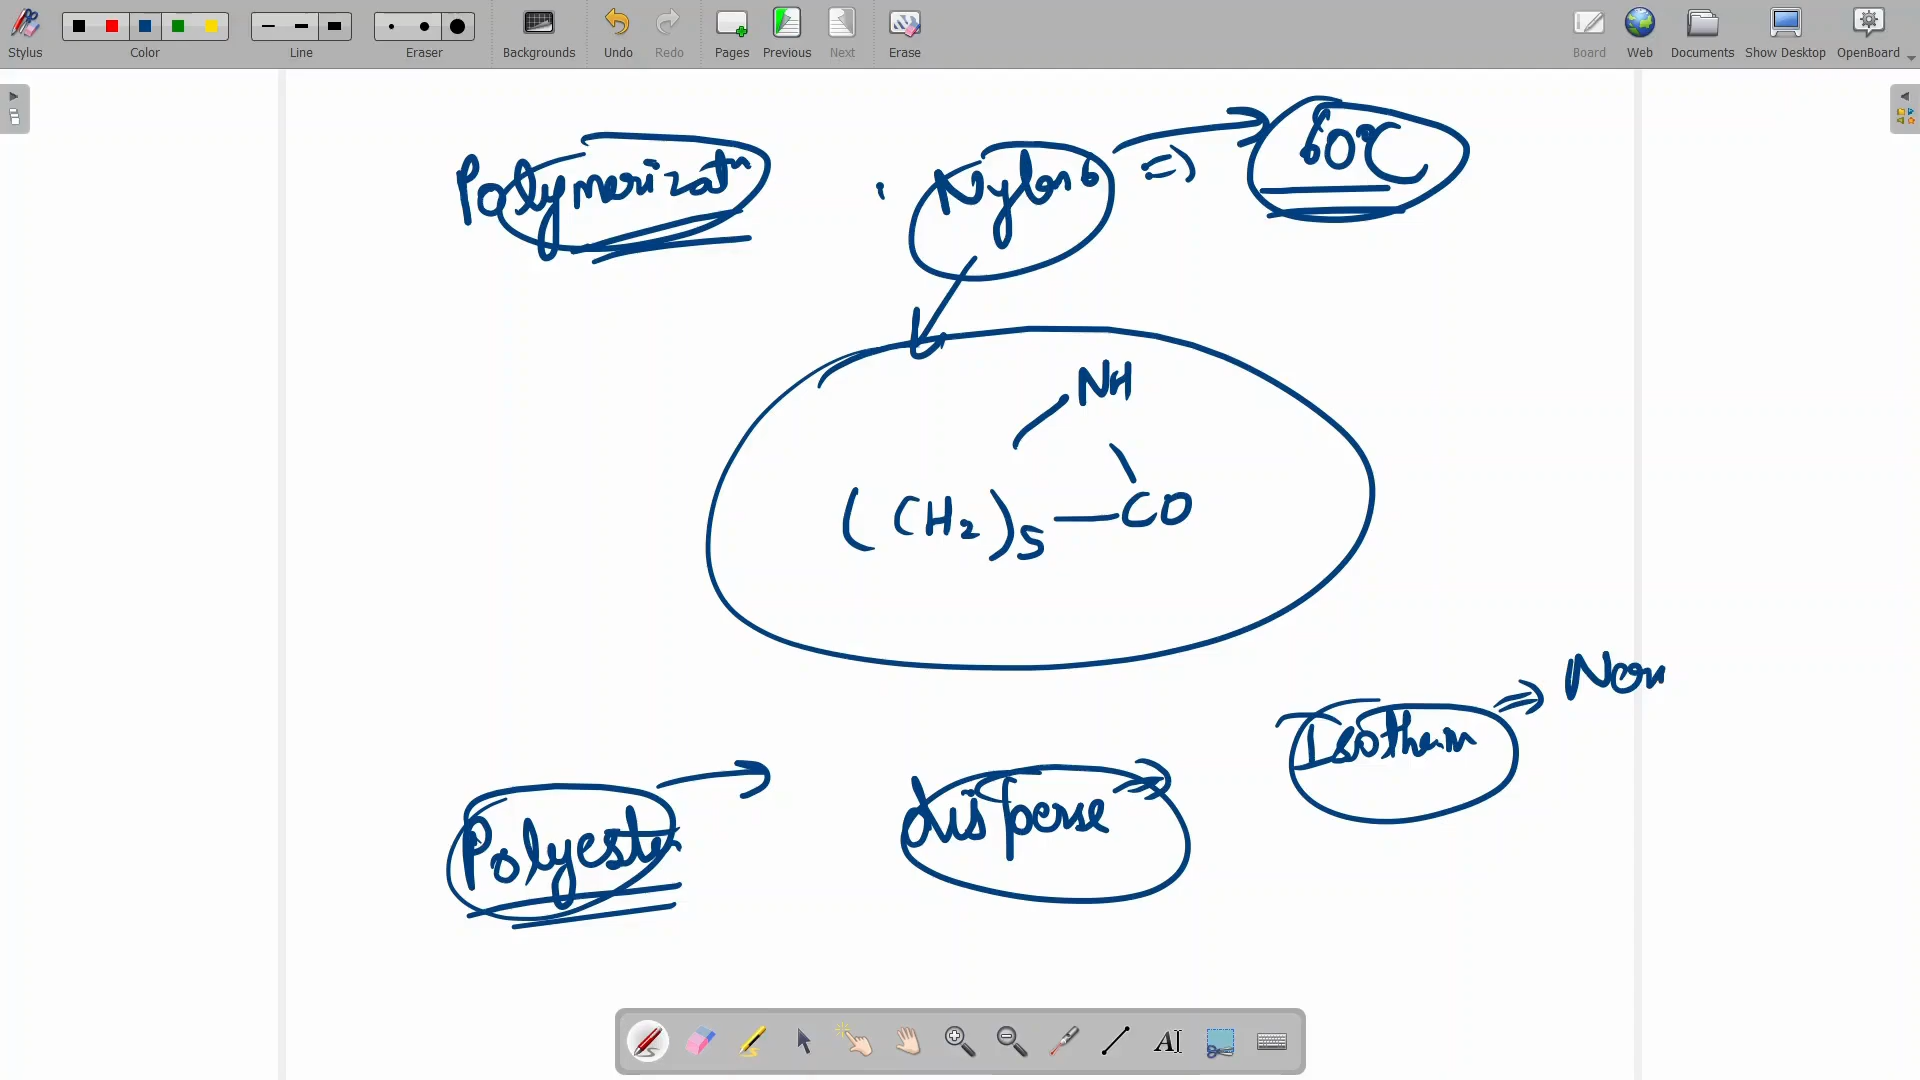 Stylus Color Line Eraser Backgrounds Undo Redo Pages Previous Next Erase Board Web Documents Show Desktop OpenBoard
Polymerizatn Nylon 6 => 60°C
NH
(CH2)5 — CO
Polyester disperse Isotherm => Non